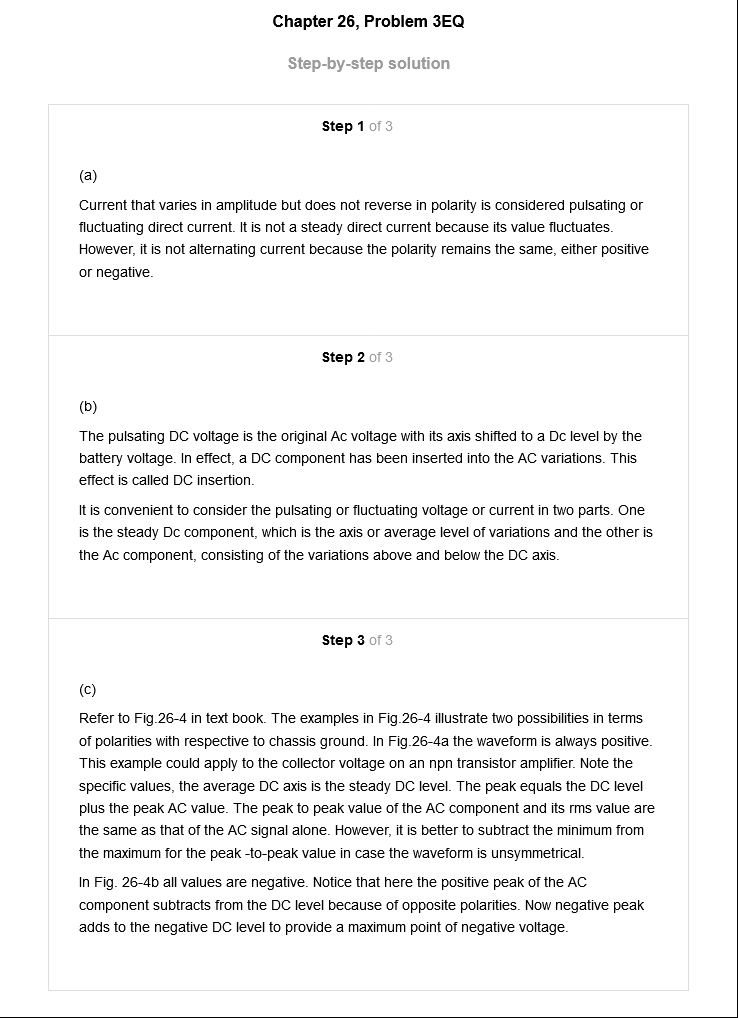 Chapter 26, Problem 3EQ
Step-by-step solution
Step 1 of 3
(a)
Current that varies in amplitude but does not reverse in polarity is considered pulsating or
fluctuating direct current. It is not a steady direct current because its value fluctuates.
However, it is not alternating current because the polarity remains the same, either positive
or negative.
Step 2 of 3
(b)
The pulsating DC voltage is the original Ac voltage with its axis shifted to a Dc level by the
battery voltage. In effect, a DC component has been inserted into the AC variations. This
effect is called DC insertion.
It is convenient to consider the pulsating or fluctuating voltage or current in two parts. One
is the steady Dc component, which is the axis or average level of variations and the other is
the Ac component, consisting of the variations above and below the DC axis.
Step 3 of 3
(c)
Refer to Fig.26-4 in text book. The examples in Fig.26-4 illustrate two possibilities in terms
of polarities with respective to chassis ground. In Fig.26-4a the waveform is always positive.
This example could apply to the collector voltage on an npn transistor amplifier. Note the
specific values, the average DC axis is the steady DC level. The peak equals the DC level
plus the peak AC value. The peak to peak value of the AC component and its rms value are
the same as that of the AC signal alone. However, it is better to subtract the minimum from
the maximum for the peak -to-peak value in case the waveform is unsymmetrical.
In Fig. 26-4b all values are negative. Notice that here the positive peak of the AC
component subtracts from the DC level because of opposite polarities. Now negative peak
adds to the negative DC level to provide a maximum point of negative voltage.